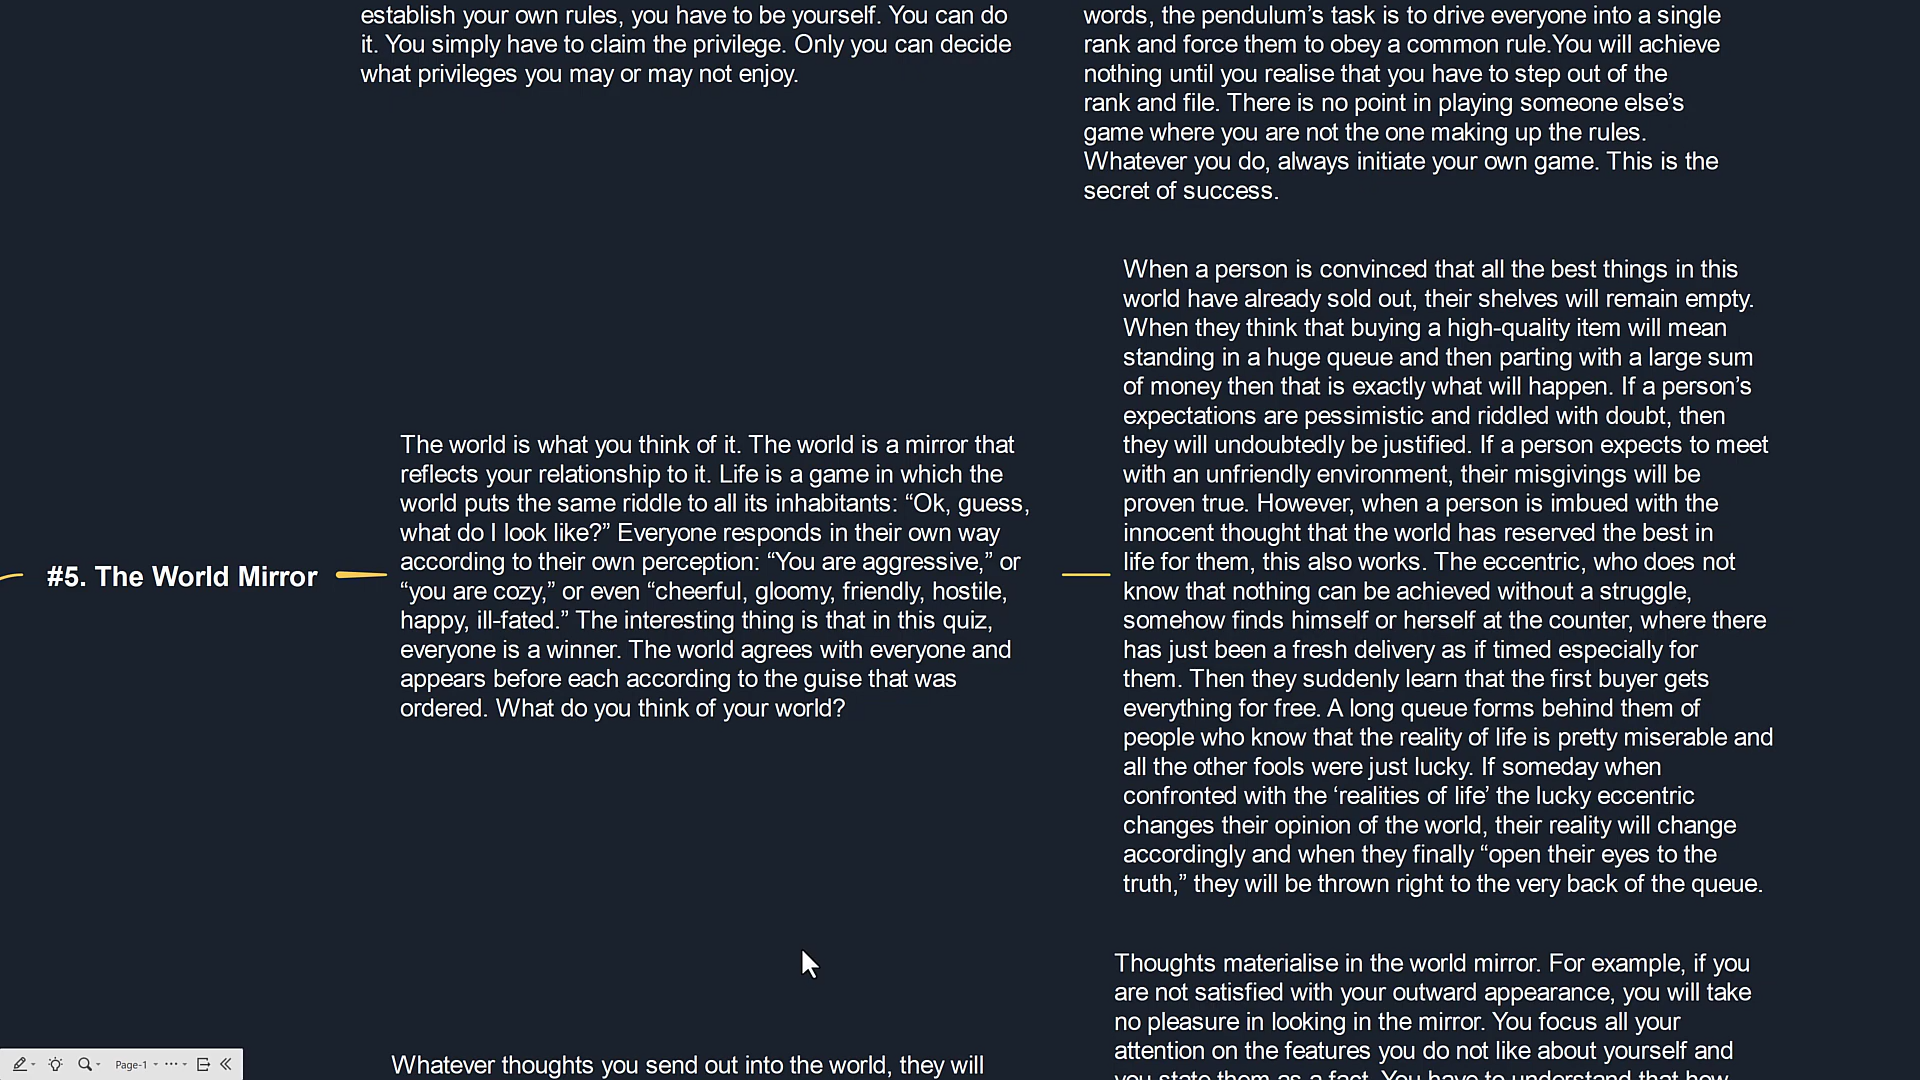 establish your own rules, you have to be yourself. You can do
it. You simply have to claim the privilege. Only you can decide
what privileges you may or may not enjoy.
words, the pendulum’s task is to drive everyone into a single
rank and force them to obey a common rule.You will achieve
nothing until you realise that you have to step out of the
rank and file. There is no point in playing someone else’s
game where you are not the one making up the rules.
Whatever you do, always initiate your own game. This is the
secret of success.
#5. The World Mirror
The world is what you think of it. The world is a mirror that
reflects your relationship to it. Life is a game in which the
world puts the same riddle to all its inhabitants: “Ok, guess,
what do I look like?” Everyone responds in their own way
according to their own perception: “You are aggressive,” or
“you are cozy,” or even “cheerful, gloomy, friendly, hostile,
happy, ill-fated.” The interesting thing is that in this quiz,
everyone is a winner. The world agrees with everyone and
appears before each according to the guise that was
ordered. What do you think of your world?
When a person is convinced that all the best things in this
world have already sold out, their shelves will remain empty.
When they think that buying a high-quality item will mean
standing in a huge queue and then parting with a large sum
of money then that is exactly what will happen. If a person’s
expectations are pessimistic and riddled with doubt, then
they will undoubtedly be justified. If a person expects to meet
with an unfriendly environment, their misgivings will be
proven true. However, when a person is imbued with the
innocent thought that the world has reserved the best in
life for them, this also works. The eccentric, who does not
know that nothing can be achieved without a struggle,
somehow finds himself or herself at the counter, where there
has just been a fresh delivery as if timed especially for
them. Then they suddenly learn that the first buyer gets
everything for free. A long queue forms behind them of
people who know that the reality of life is pretty miserable and
all the other fools were just lucky. If someday when
confronted with the ‘realities of life’ the lucky eccentric
changes their opinion of the world, their reality will change
accordingly and when they finally “open their eyes to the
truth,” they will be thrown right to the very back of the queue.
Whatever thoughts you send out into the world, they will
Thoughts materialise in the world mirror. For example, if you
are not satisfied with your outward appearance, you will take
no pleasure in looking in the mirror. You focus all your
attention on the features you do not like about yourself and
you state them as a fact. You have to understand that how
Page-1